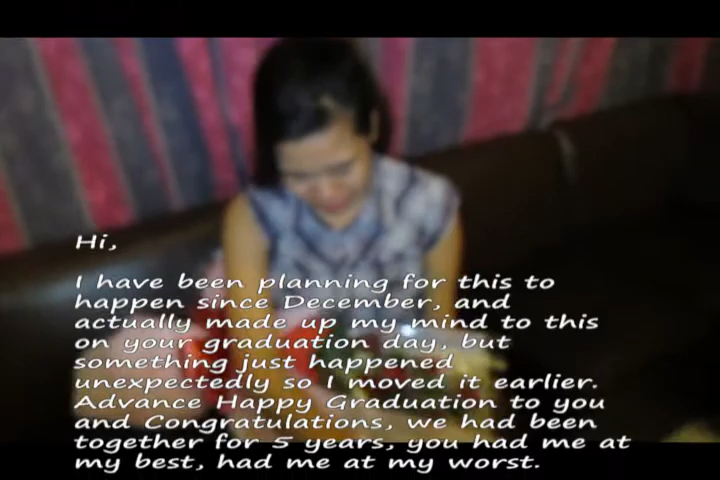 Hi,
I have been planning for this to
happen since December, and
actually made up my mind to this
on your graduation day, but
something just happened
unexpectedly so I moved it earlier.
Advance Happy Graduation to you
and Congratulations, we had been
together for 5 years, you had me at
my best, had me at my worst.